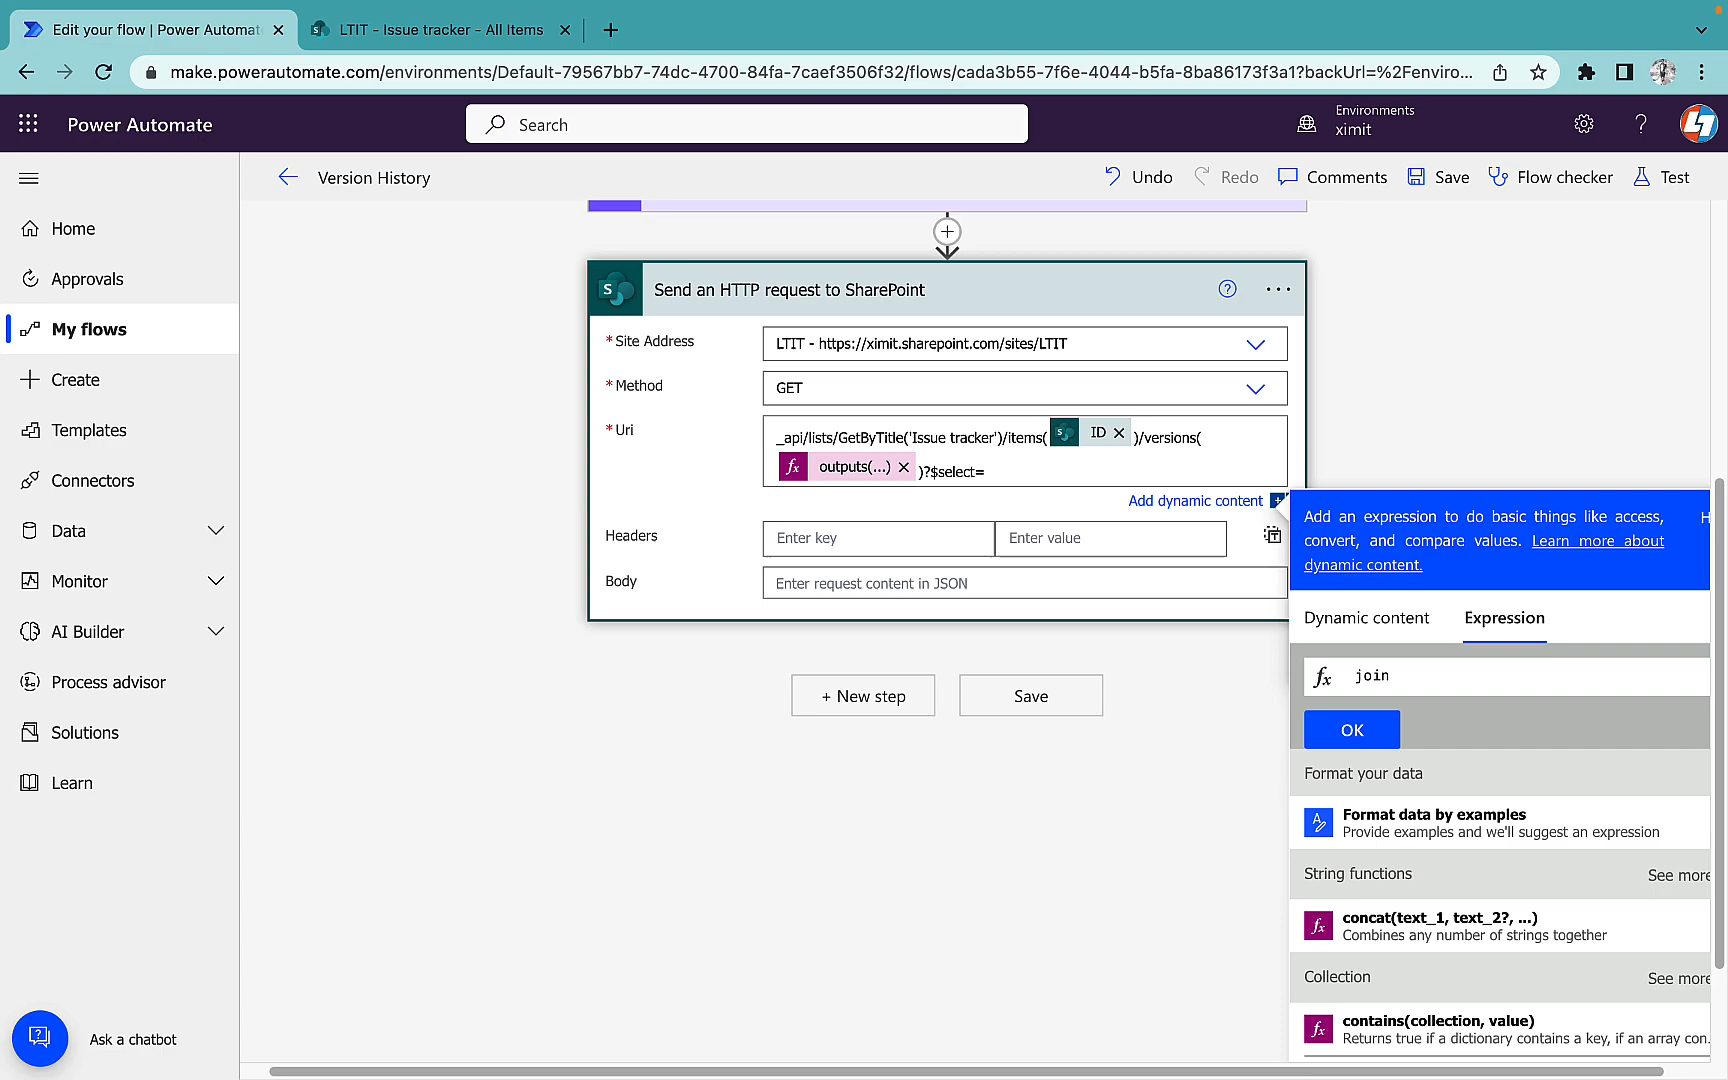 Edit your flow | Power Automat
LTIT - Issue tracker - All Items
make.powerautomate.com/environments/Default-79567bb7-74dc-4700-84fa-7caef3506f32/flows/cada3b55-7f6e-4044-b5fa-8ba86173f3a1?backUrl=%2Fenviro...
Power Automate
Search
Environments
ximit
Version History
Undo
Redo
Comments
Save
Flow checker
Test
Home
Approvals
My flows
Create
Templates
Connectors
Data
Monitor
AI Builder
Process advisor
Solutions
Learn
Ask a chatbot
Send an HTTP request to SharePoint
* Site Address
LTIT - https://ximit.sharepoint.com/sites/LTIT
* Method
GET
* Uri
_api/lists/GetByTitle('Issue tracker')/items( ID )/versions(
fx outputs(...) )?$select=
Add dynamic content
Headers
Enter key
Enter value
Body
Enter request content in JSON
+ New step
Save
Add an expression to do basic things like access,
convert, and compare values. Learn more about
dynamic content.
H
Dynamic content
Expression
fx join
OK
Format your data
Format data by examples
Provide examples and we'll suggest an expression
String functions
See more
fx concat(text_1, text_2?, ...)
Combines any number of strings together
Collection
See more
fx contains(collection, value)
Returns true if a dictionary contains a key, if an array con...